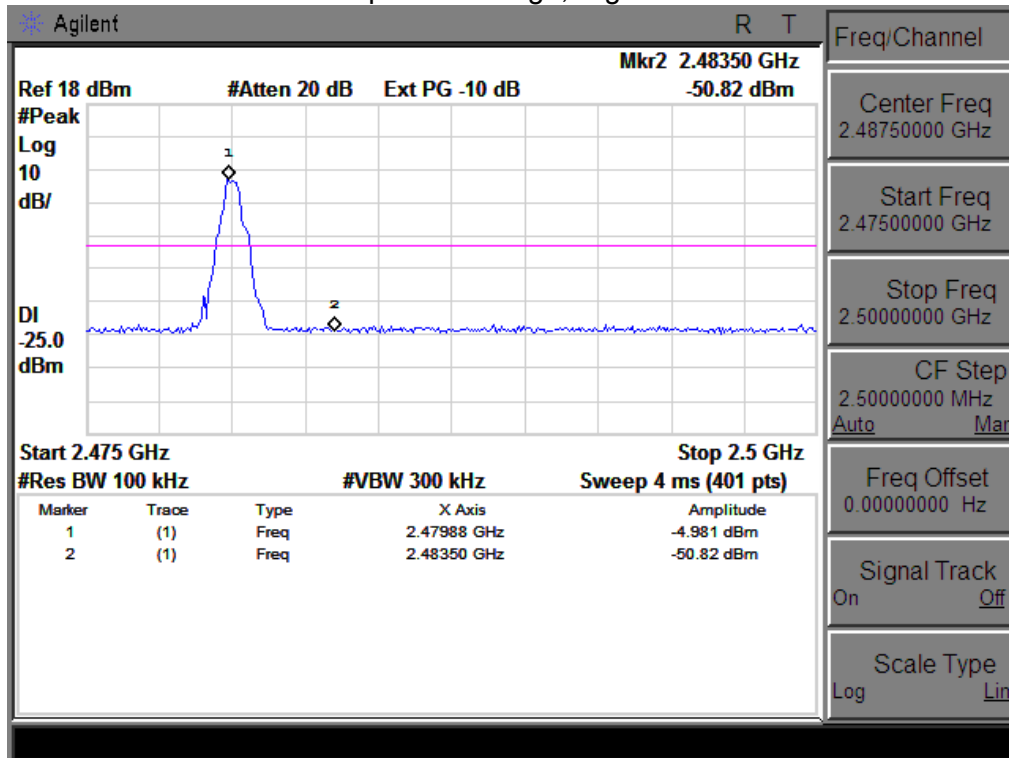 Agilent R T
Mkr2 2.48350 GHz
Ref 18 dBm #Atten 20 dB Ext PG -10 dB -50.82 dBm
#Peak
Log
10
dB/
1
2
DI
-25.0
dBm
Start 2.475 GHz Stop 2.5 GHz
#Res BW 100 kHz #VBW 300 kHz Sweep 4 ms (401 pts)
Marker Trace Type X Axis Amplitude
1 (1) Freq 2.47988 GHz -4.981 dBm
2 (1) Freq 2.48350 GHz -50.82 dBm
Freq/Channel
Center Freq
2.48750000 GHz
Start Freq
2.47500000 GHz
Stop Freq
2.50000000 GHz
CF Step
2.50000000 MHz
Auto Man
Freq Offset
0.00000000 Hz
Signal Track
On Off
Scale Type
Log Lin